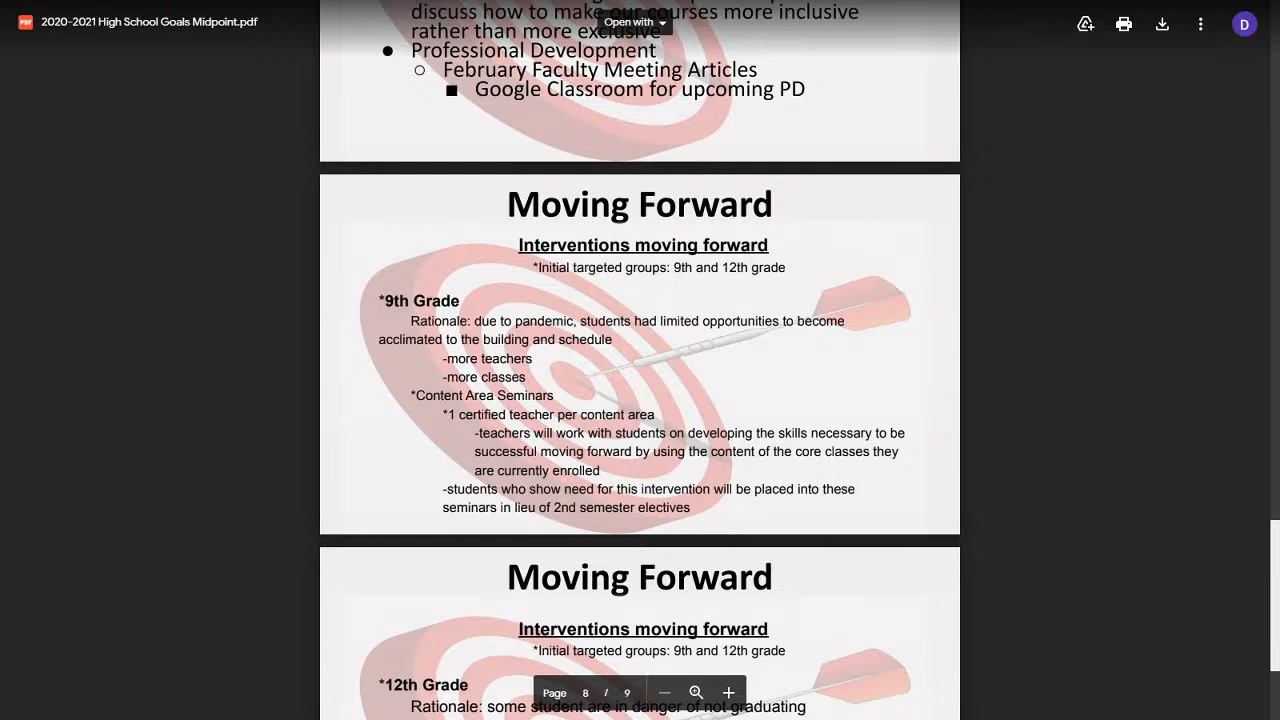 2020-2021 High School Goals Midpoint.pdf
Open with
D
discuss how to make our courses more inclusive
rather than more exclusive
● Professional Development
○ February Faculty Meeting Articles
■ Google Classroom for upcoming PD
Moving Forward
Interventions moving forward
*Initial targeted groups: 9th and 12th grade
*9th Grade
Rationale: due to pandemic, students had limited opportunities to become
acclimated to the building and schedule
-more teachers
-more classes
*Content Area Seminars
*1 certified teacher per content area
-teachers will work with students on developing the skills necessary to be
successful moving forward by using the content of the core classes they
are currently enrolled
-students who show need for this intervention will be placed into these
seminars in lieu of 2nd semester electives
Moving Forward
Interventions moving forward
*Initial targeted groups: 9th and 12th grade
*12th Grade
Page 8 / 9
Rationale: some student are in danger of not graduating